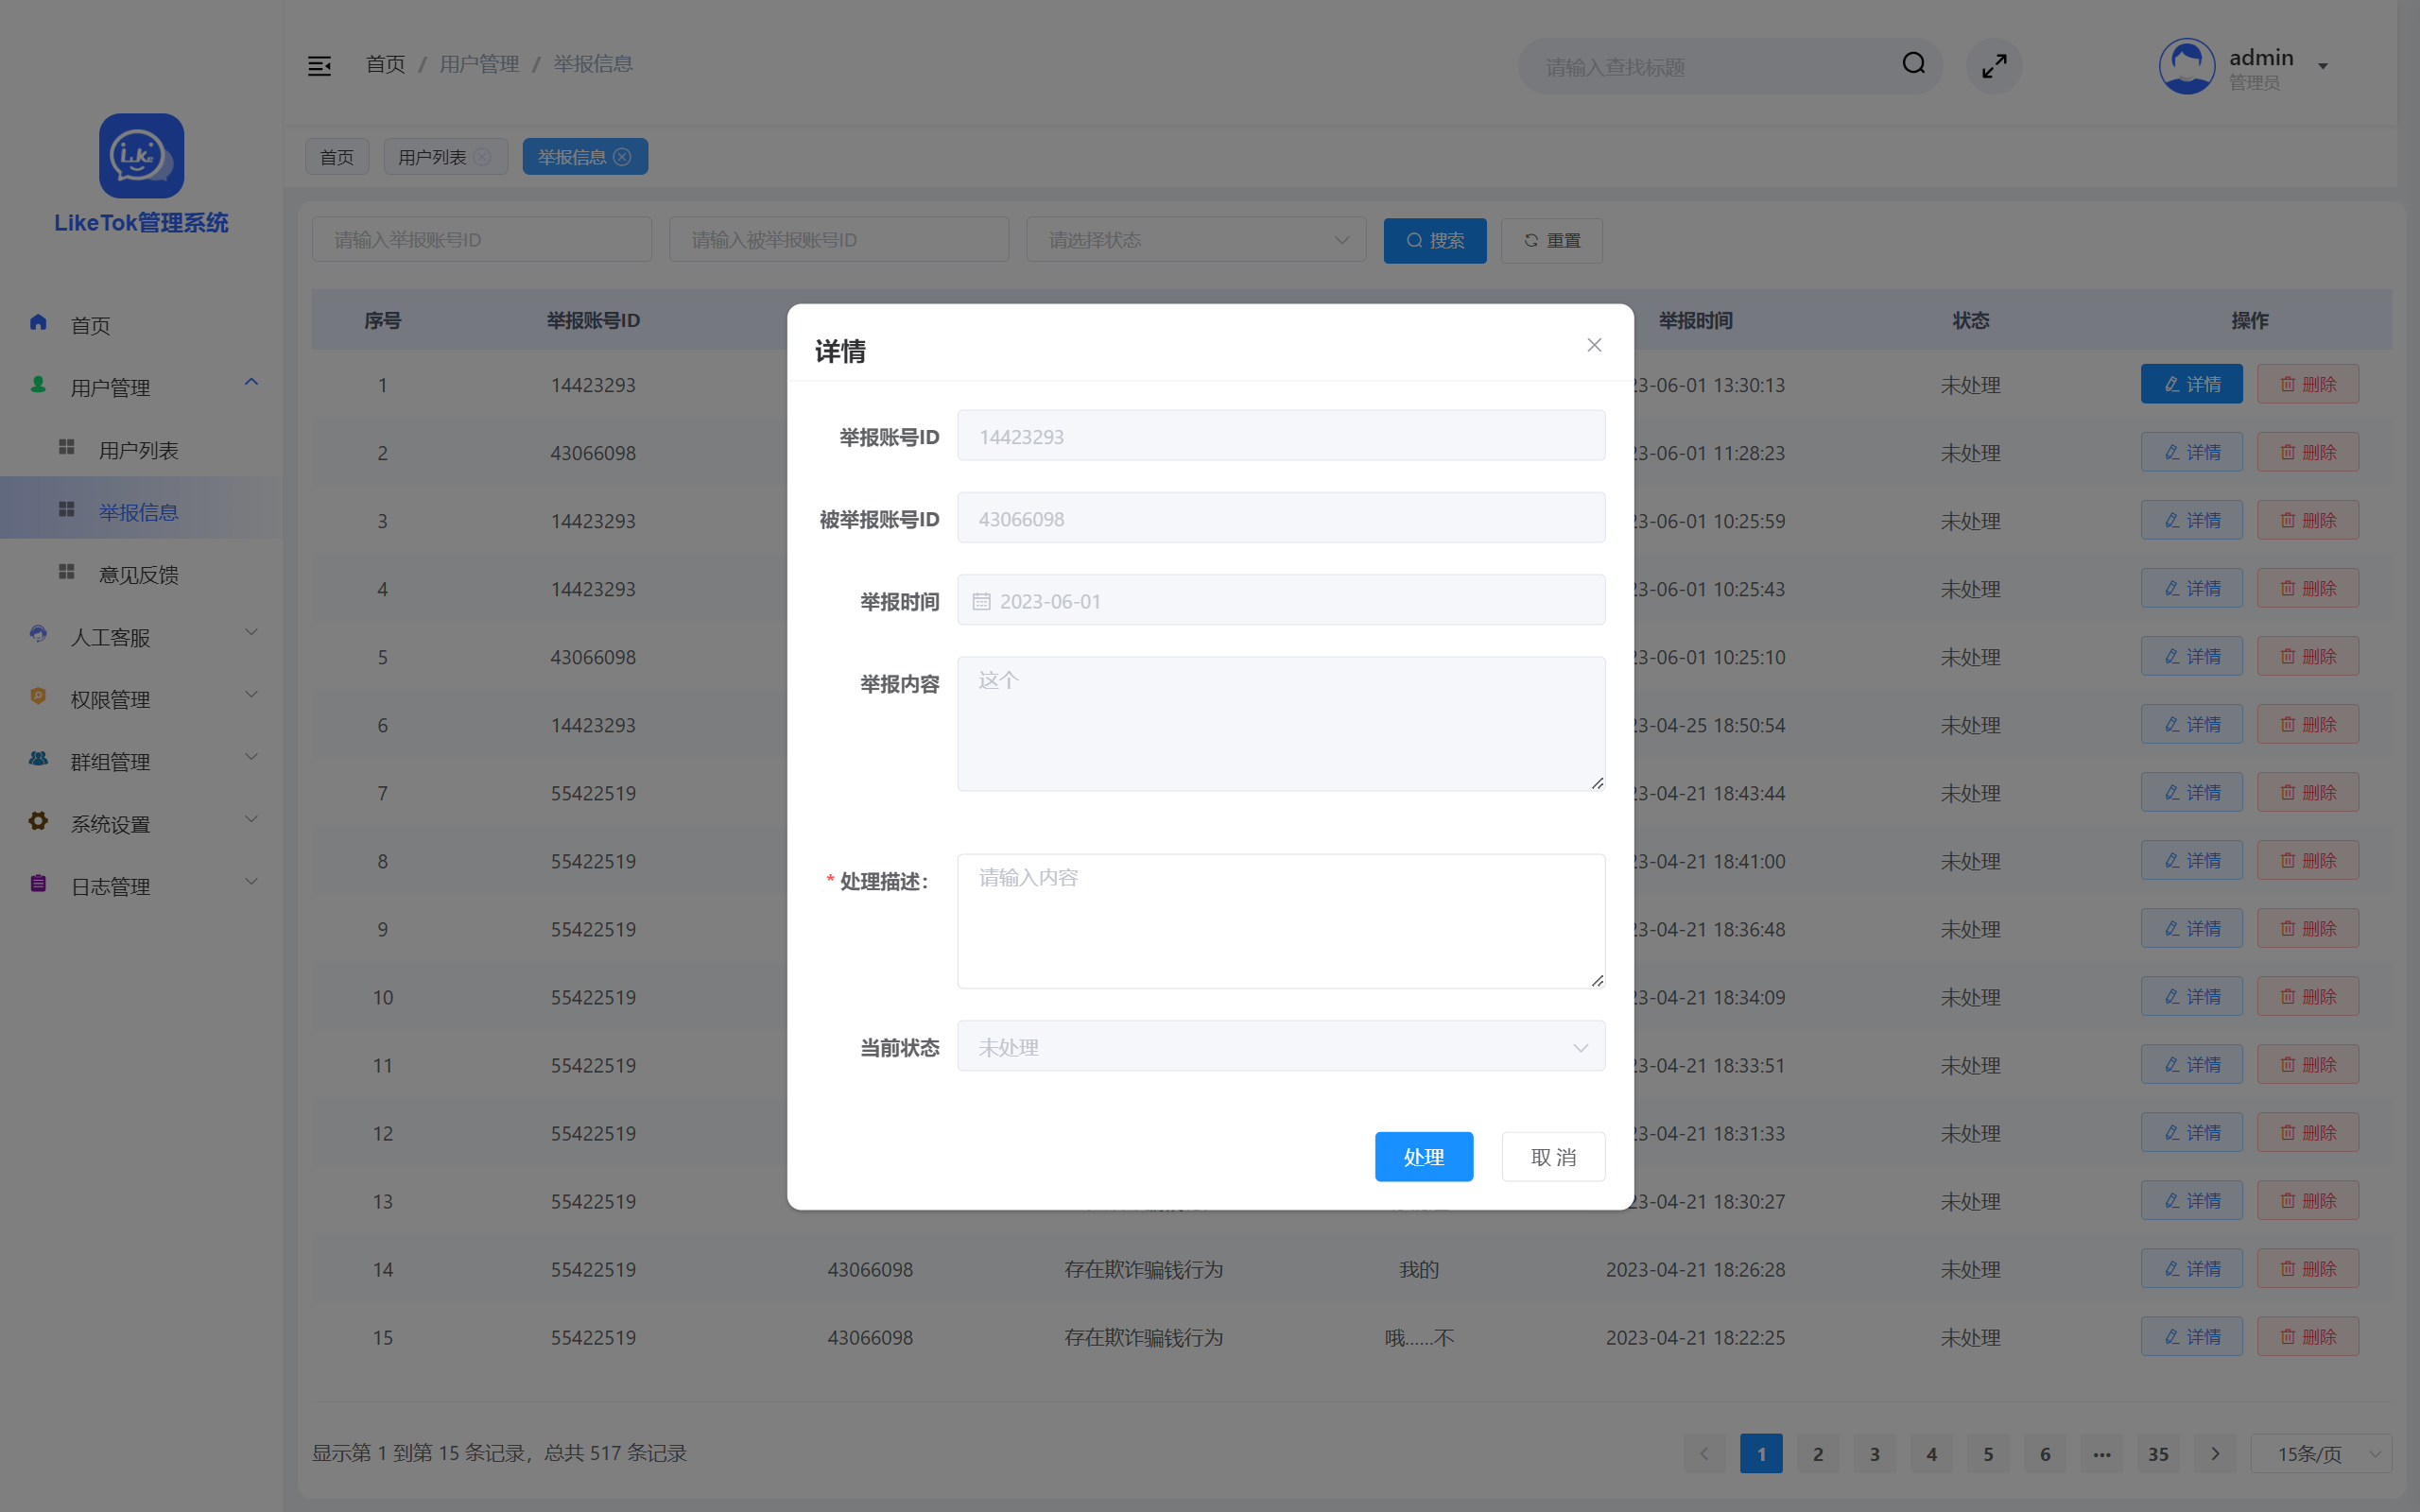 首页 / 用户管理 / 举报信息
请输入查找标题
admin
管理员
首页 用户列表 举报信息
LikeTok管理系统
首页
用户管理
用户列表
举报信息
意见反馈
人工客服
权限管理
群组管理
系统设置
日志管理
请输入举报账号ID 请输入被举报账号ID 请选择状态 搜索 重置
序号 举报账号ID 举报时间 状态 操作
1 14423293 3-06-01 13:30:13 未处理 详情 删除
2 43066098 3-06-01 11:28:23 未处理 详情 删除
3 14423293 3-06-01 10:25:59 未处理 详情 删除
4 14423293 3-06-01 10:25:43 未处理 详情 删除
5 43066098 3-06-01 10:25:10 未处理 详情 删除
6 14423293 3-04-25 18:50:54 未处理 详情 删除
7 55422519 3-04-21 18:43:44 未处理 详情 删除
8 55422519 3-04-21 18:41:00 未处理 详情 删除
9 55422519 3-04-21 18:36:48 未处理 详情 删除
10 55422519 3-04-21 18:34:09 未处理 详情 删除
11 55422519 3-04-21 18:33:51 未处理 详情 删除
12 55422519 3-04-21 18:31:33 未处理 详情 删除
13 55422519 3-04-21 18:30:27 未处理 详情 删除
14 55422519 43066098 存在欺诈骗钱行为 我的 2023-04-21 18:26:28 未处理 详情 删除
15 55422519 43066098 存在欺诈骗钱行为 哦......不 2023-04-21 18:22:25 未处理 详情 删除
显示第 1 到第 15 条记录，总共 517 条记录
1 2 3 4 5 6 ... 35 15条/页
详情
举报账号ID 14423293
被举报账号ID 43066098
举报时间 2023-06-01
举报内容 这个
* 处理描述： 请输入内容
当前状态 未处理
处理 取 消